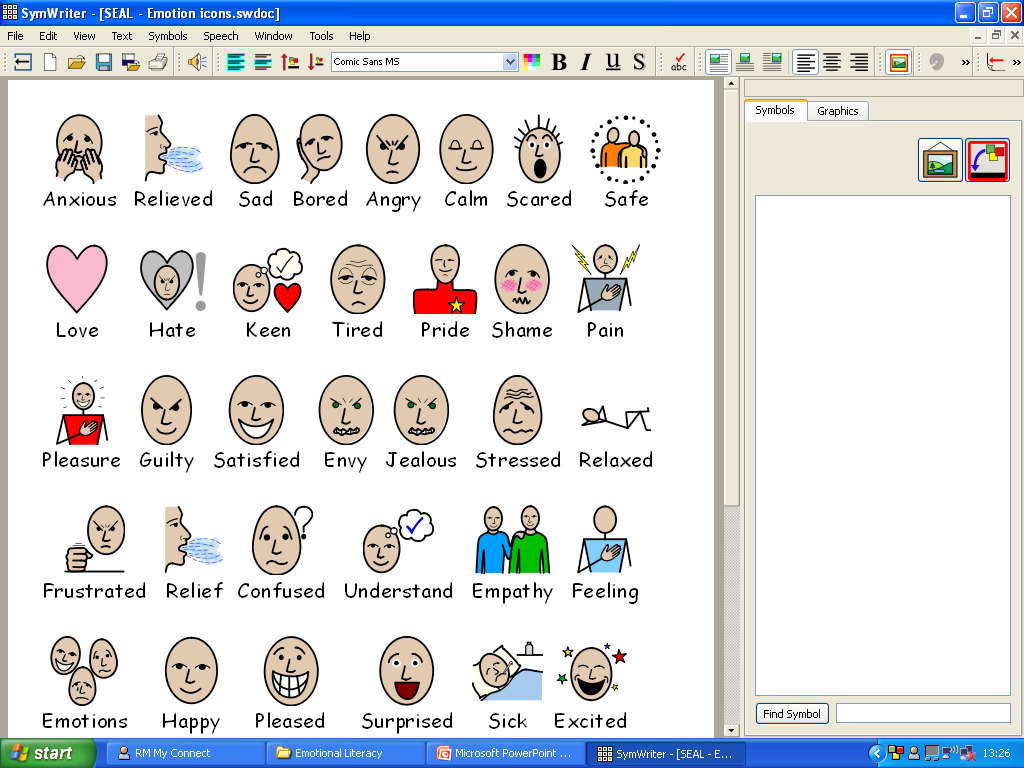 SymWriter - [SEAL - Emotion icons.swdoc]
File Edit View Text Symbols Speech Window Tools Help
Comic Sans MS B I u S abc
Symbols Graphics
Anxious Relieved Sad Bored Angry Calm Scared Safe
Love Hate Keen Tired Pride Shame Pain
Pleasure Guilty Satisfied Envy Jealous Stressed Relaxed
Frustrated Relief Confused Understand Empathy Feeling
Emotions Happy Pleased Surprised Sick Excited
Find Symbol
start RM My Connect Emotional Literacy Microsoft PowerPoint ... SymWriter - [SEAL - E... 13:26